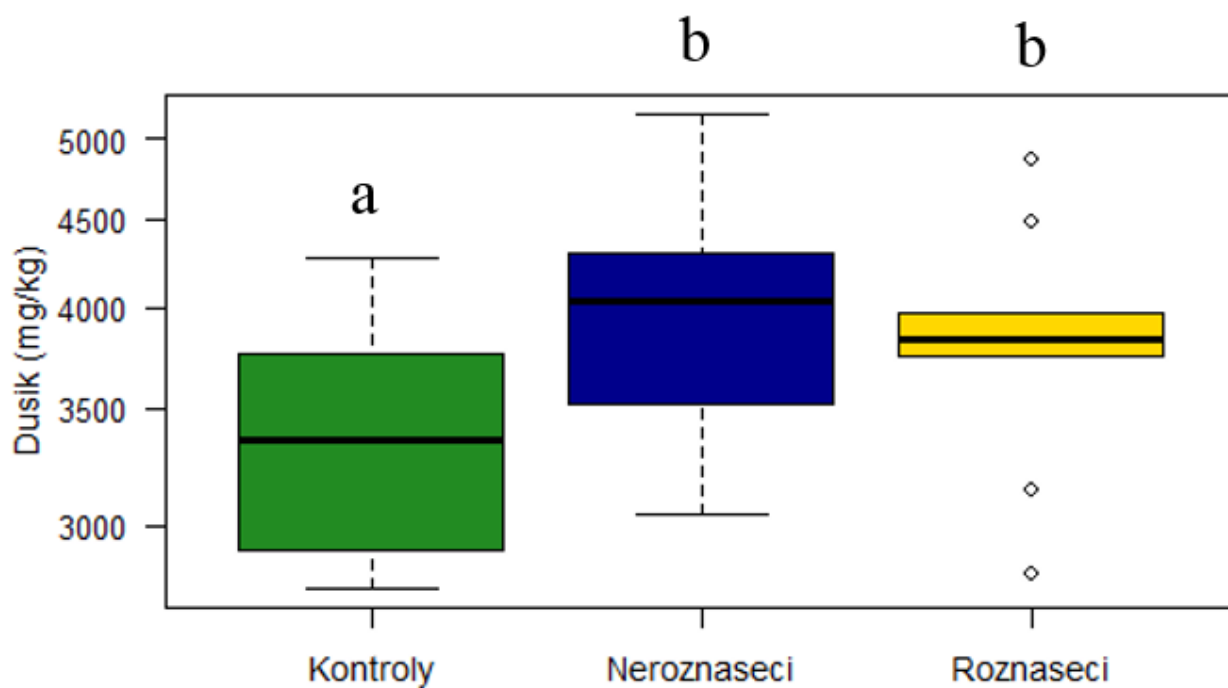 b b
a
5000
4500
4000
3500
3000
Dusik (mg/kg)
Kontroly Neroznaseci Roznaseci